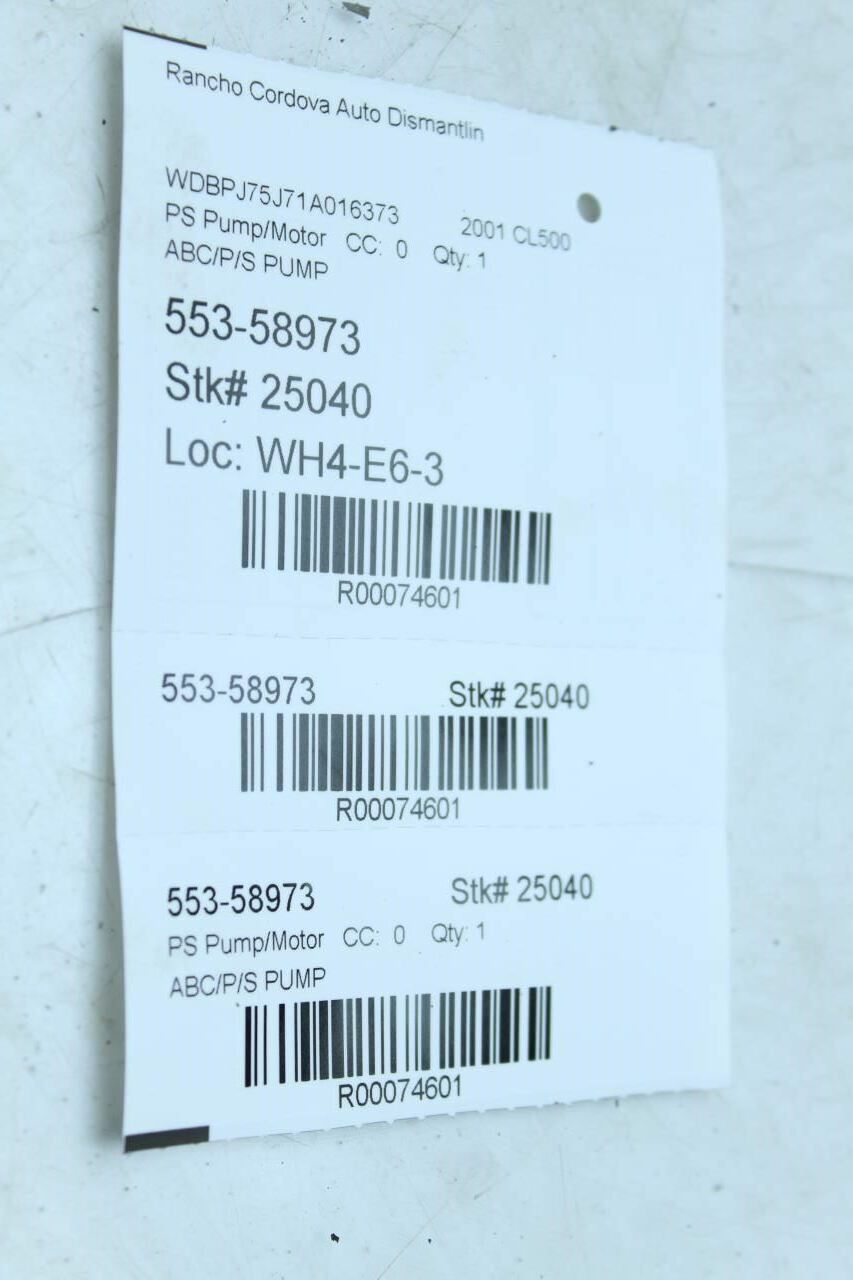 Rancho Cordova Auto Dismantlin
WDBPJ75J71A016373 2001 CL500
PS Pump/Motor CC: 0 Qty: 1
ABC/P/S PUMP
553-58973
Stk# 25040
Loc: WH4-E6-3
R00074601
553-58973 Stk# 25040
R00074601
553-58973 Stk# 25040
PS Pump/Motor CC: 0 Qty: 1
ABC/P/S PUMP
R00074601